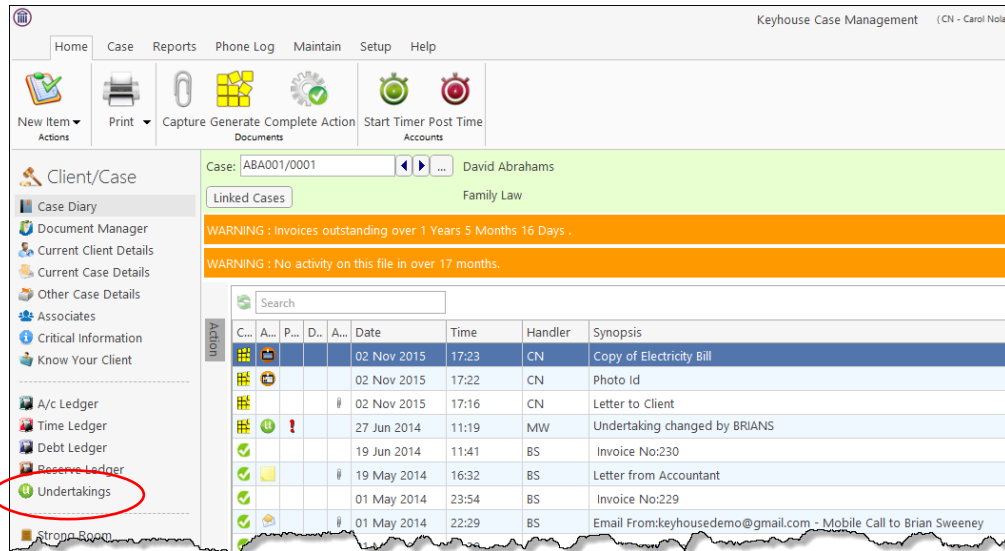 Keyhouse Case Management (CN - Carol Nola
Home Case Reports Phone Log Maintain Setup Help
New Item Print Capture Generate Complete Action Start Timer Post Time
Actions Documents Accounts
Client/Case
Case Diary
Document Manager
Current Client Details
Current Case Details
Other Case Details
Associates
Critical Information
Know Your Client
A/c Ledger
Time Ledger
Debt Ledger
Reserve Ledger
Undertakings
Strong Room
Case: ABA001/0001 ... David Abrahams
Linked Cases Family Law
WARNING : Invoices outstanding over 1 Years 5 Months 16 Days .
WARNING : No activity on this file in over 17 months.
Search
Action
C... A... P... D.. A... Date Time Handler Synopsis
02 Nov 2015 17:23 CN Copy of Electricity Bill
02 Nov 2015 17:22 CN Photo Id
02 Nov 2015 17:16 CN Letter to Client
27 Jun 2014 11:19 MW Undertaking changed by BRIANS
19 Jun 2014 11:41 BS Invoice No:230
19 May 2014 16:32 BS Letter from Accountant
01 May 2014 23:54 BS Invoice No:229
01 May 2014 22:29 BS Email From:keyhousedemo@gmail.com - Mobile Call to Brian Sweeney